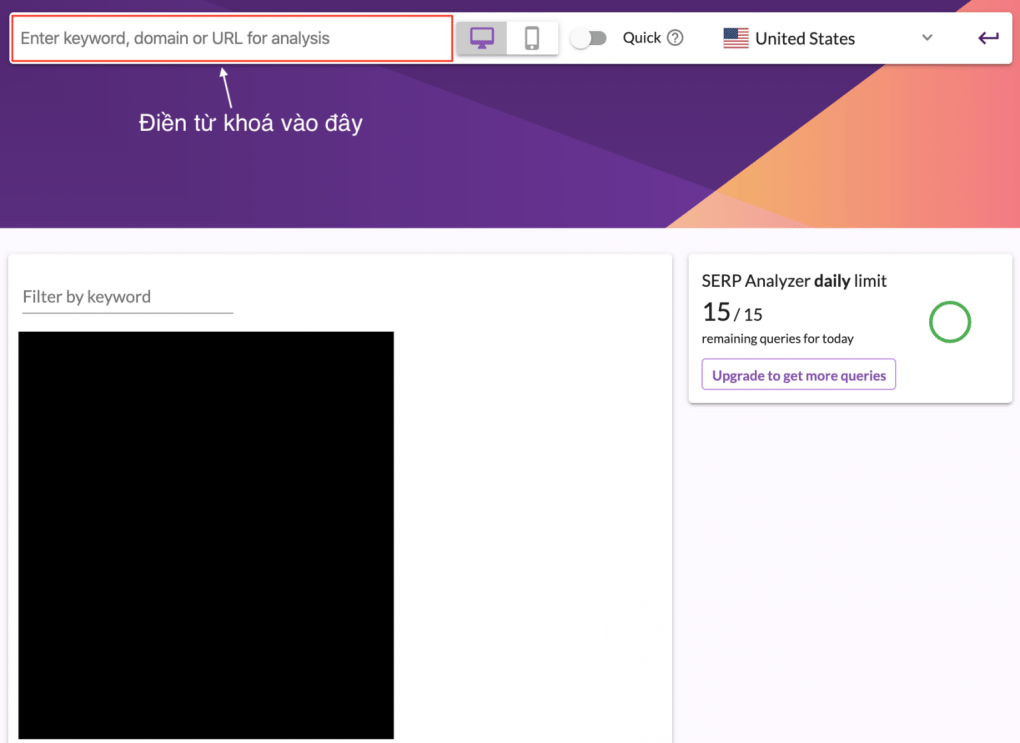 Enter keyword, domain or URL for analysis
Quick ?
United States
Điền từ khoá vào đây
Filter by keyword
SERP Analyzer daily limit
15 / 15
remaining queries for today
Upgrade to get more queries